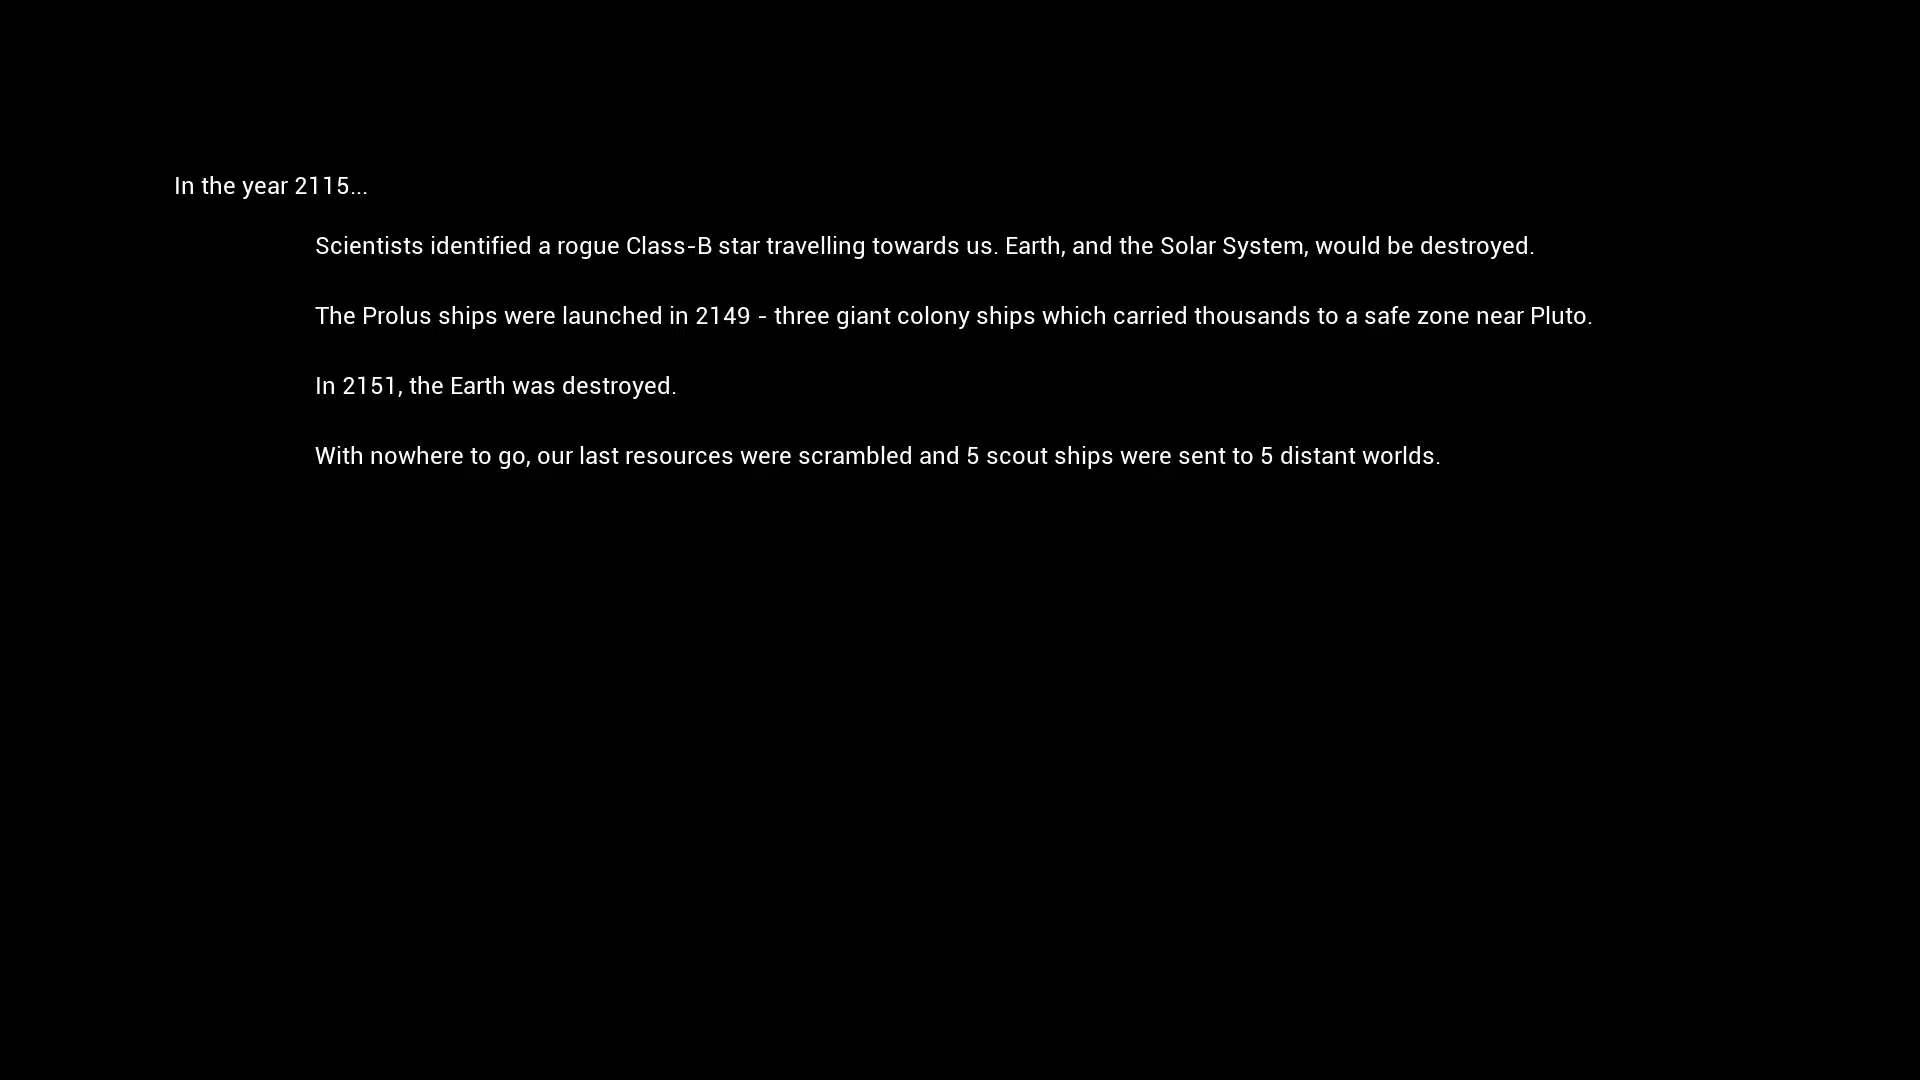 In the year 2115...
Scientists identified a rogue Class-B star travelling towards us. Earth, and the Solar System, would be destroyed.
The Prolus ships were launched in 2149 - three giant colony ships which carried thousands to a safe zone near Pluto.
In 2151, the Earth was destroyed.
With nowhere to go, our last resources were scrambled and 5 scout ships were sent to 5 distant worlds.